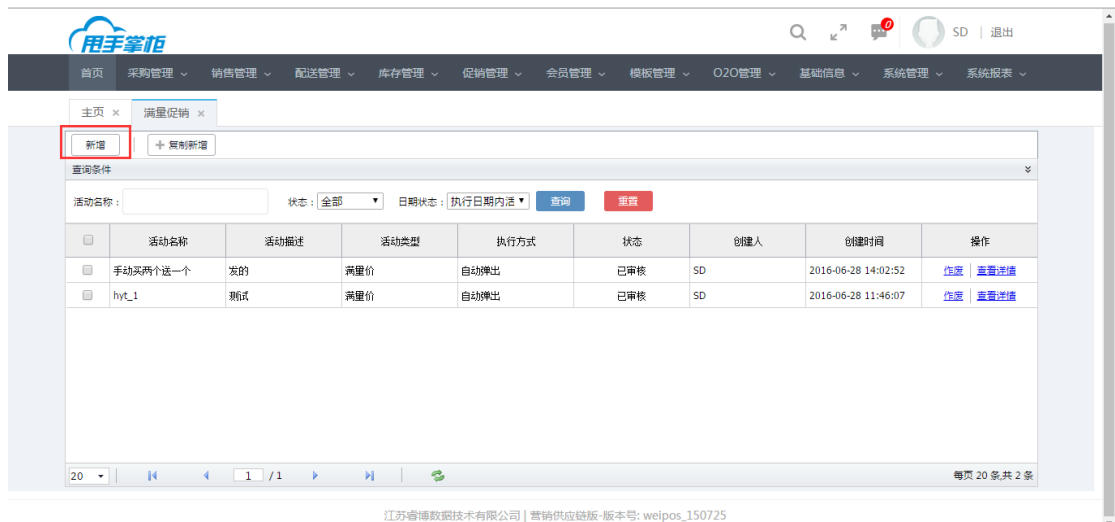 甩手掌柜
0
SD | 退出
首页 采购管理 销售管理 配送管理 库存管理 促销管理 会员管理 模板管理 O2O管理 基础信息 系统管理 系统报表
主页 × 满量促销 ×
新增 复制新增
查询条件
活动名称： 状态：全部 日期状态：执行日期内活 查询 重置
活动名称 活动描述 活动类型 执行方式 状态 创建人 创建时间 操作
手动买两个送一个 发的 满量价 自动弹出 已审核 SD 2016-06-28 14:02:52 作废 查看详情
hyt_1 测试 满量价 自动弹出 已审核 SD 2016-06-28 11:46:07 作废 查看详情
20 1 /1 每页 20 条,共 2 条
江苏睿博数据技术有限公司 | 营销供应链版-版本号: weipos_150725